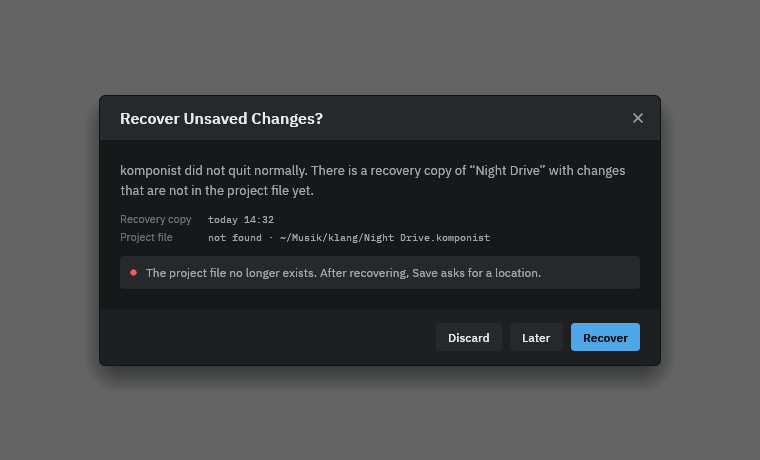 Recover Unsaved Changes?
komponist did not quit normally. There is a recovery copy of “Night Drive” with changes
that are not in the project file yet.
Recovery copy today 14:32
Project file not found · ~/Musik/klang/Night Drive.komponist
The project file no longer exists. After recovering, Save asks for a location.
Discard Later Recover